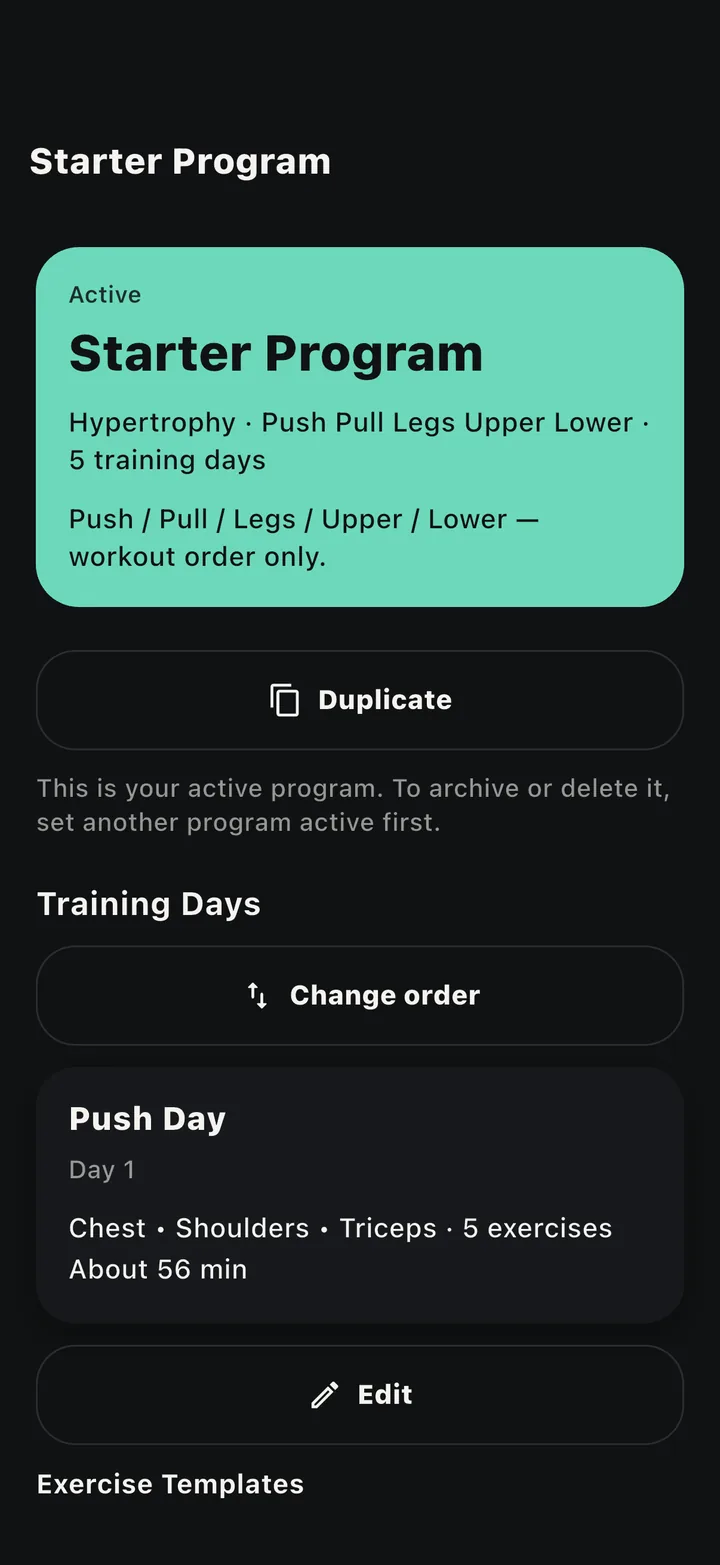 Starter Program
Active
Starter Program
Hypertrophy · Push Pull Legs Upper Lower ·
5 training days
Push / Pull / Legs / Upper / Lower —
workout order only.
Duplicate
This is your active program. To archive or delete it,
set another program active first.
Training Days
Change order
Push Day
Day 1
Chest • Shoulders • Triceps · 5 exercises
About 56 min
Edit
Exercise Templates